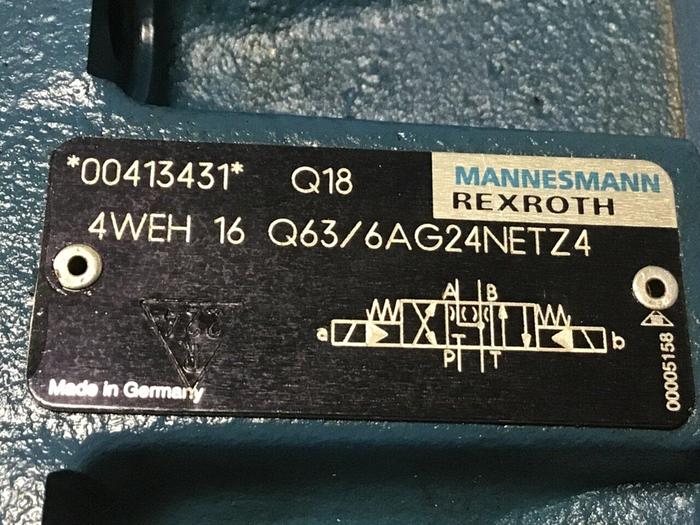 *00413431* Q18
MANNESMANN
REXROTH
4WEH 16 Q63/6AG24NETZ4
A B
a b
P T
Made in Germany
00005158